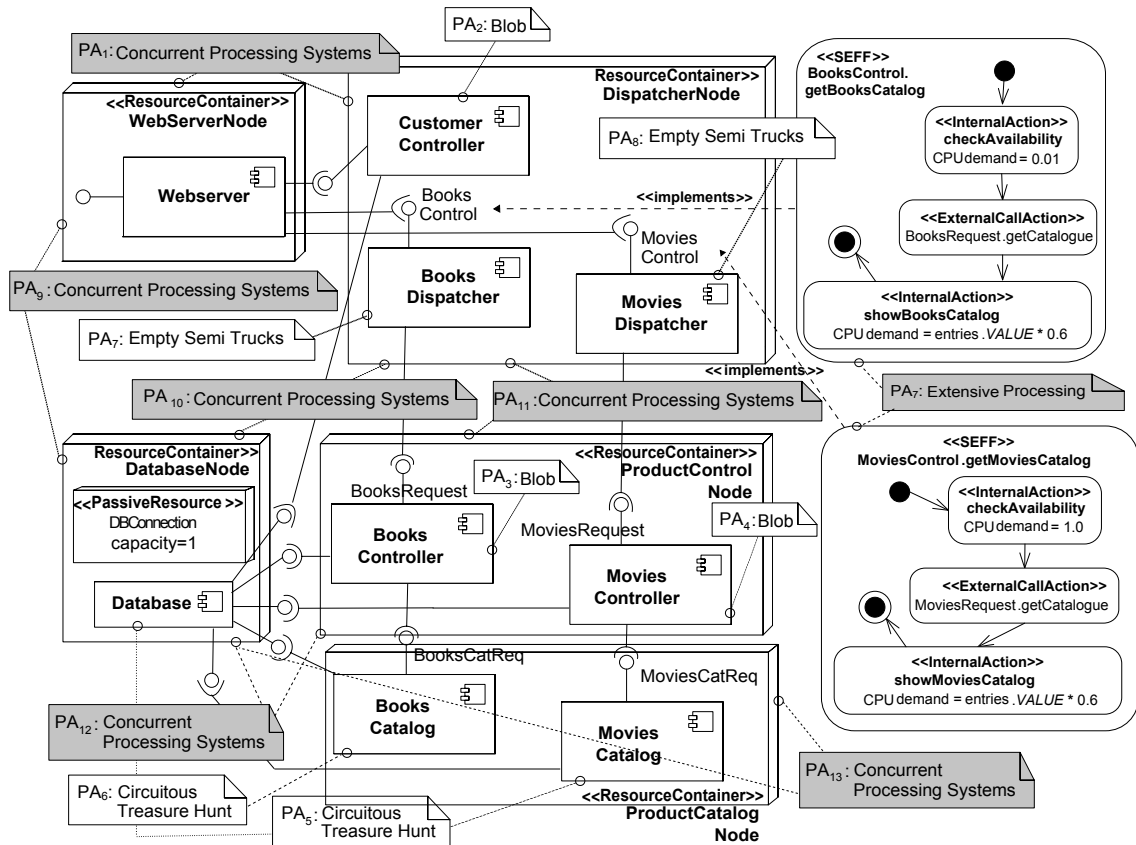 PA1: Concurrent Processing Systems
PA2: Blob
<<ResourceContainer>>
WebServerNode
Webserver
ResourceContainer>>
DispatcherNode
Customer
Controller
PA8: Empty Semi Trucks
Books
Control
<<implements>>
Movies
Control
Books
Dispatcher
Movies
Dispatcher
PA9: Concurrent Processing Systems
PA7: Empty Semi Trucks
<<implements>>
<<SEFF>>
BooksControl.
getBooksCatalog
<<InternalAction>>
checkAvailability
CPUdemand = 0.01
<<ExternalCallAction>>
BooksRequest.getCatalogue
<<InternalAction>>
showBooksCatalog
CPUdemand = entries.VALUE * 0.6
PA10: Concurrent Processing Systems
PA11: Concurrent Processing Systems
PA7: Extensive Processing
ResourceContainer>>
DatabaseNode
<<PassiveResource >>
DBConnection
capacity=1
Database
<<ResourceContainer>>
ProductControl
Node
BooksRequest
PA3: Blob
MoviesRequest
PA4: Blob
Books
Controller
Movies
Controller
<<SEFF>>
MoviesControl.getMoviesCatalog
<<InternalAction>>
checkAvailability
CPUdemand = 1.0
<<ExternalCallAction>>
MoviesRequest.getCatalogue
<<InternalAction>>
showMoviesCatalog
CPUdemand = entries.VALUE * 0.6
BooksCatReq
MoviesCatReq
Books
Catalog
Movies
Catalog
<<ResourceContainer>>
ProductCatalog
Node
PA12: Concurrent
Processing Systems
PA6: Circuitous
Treasure Hunt
PA5: Circuitous
Treasure Hunt
PA13: Concurrent
Processing Systems